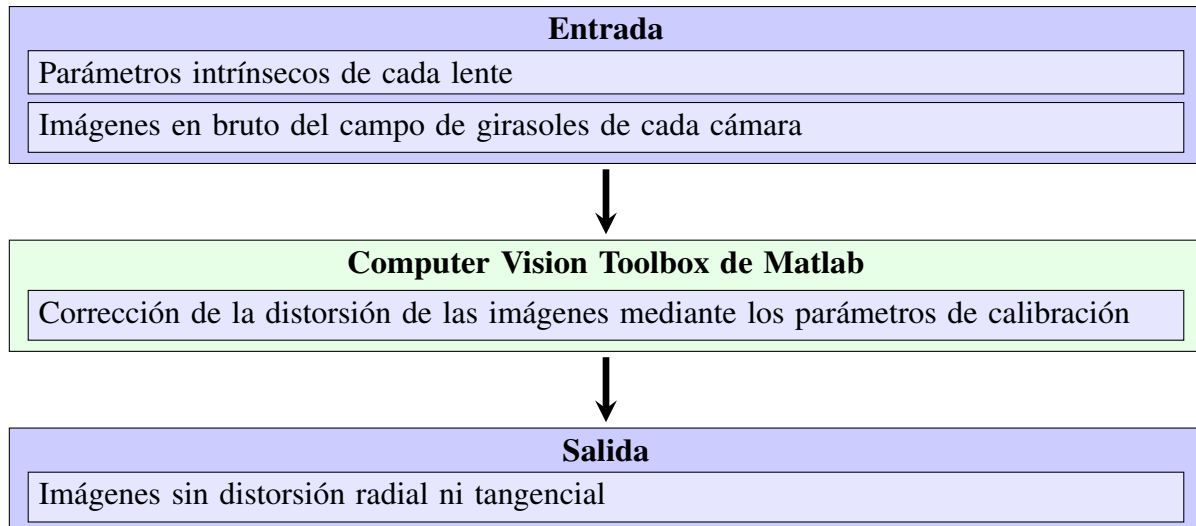 Entrada
Parámetros intrínsecos de cada lente
Imágenes en bruto del campo de girasoles de cada cámara
Computer Vision Toolbox de Matlab
Corrección de la distorsión de las imágenes mediante los parámetros de calibración
Salida
Imágenes sin distorsión radial ni tangencial